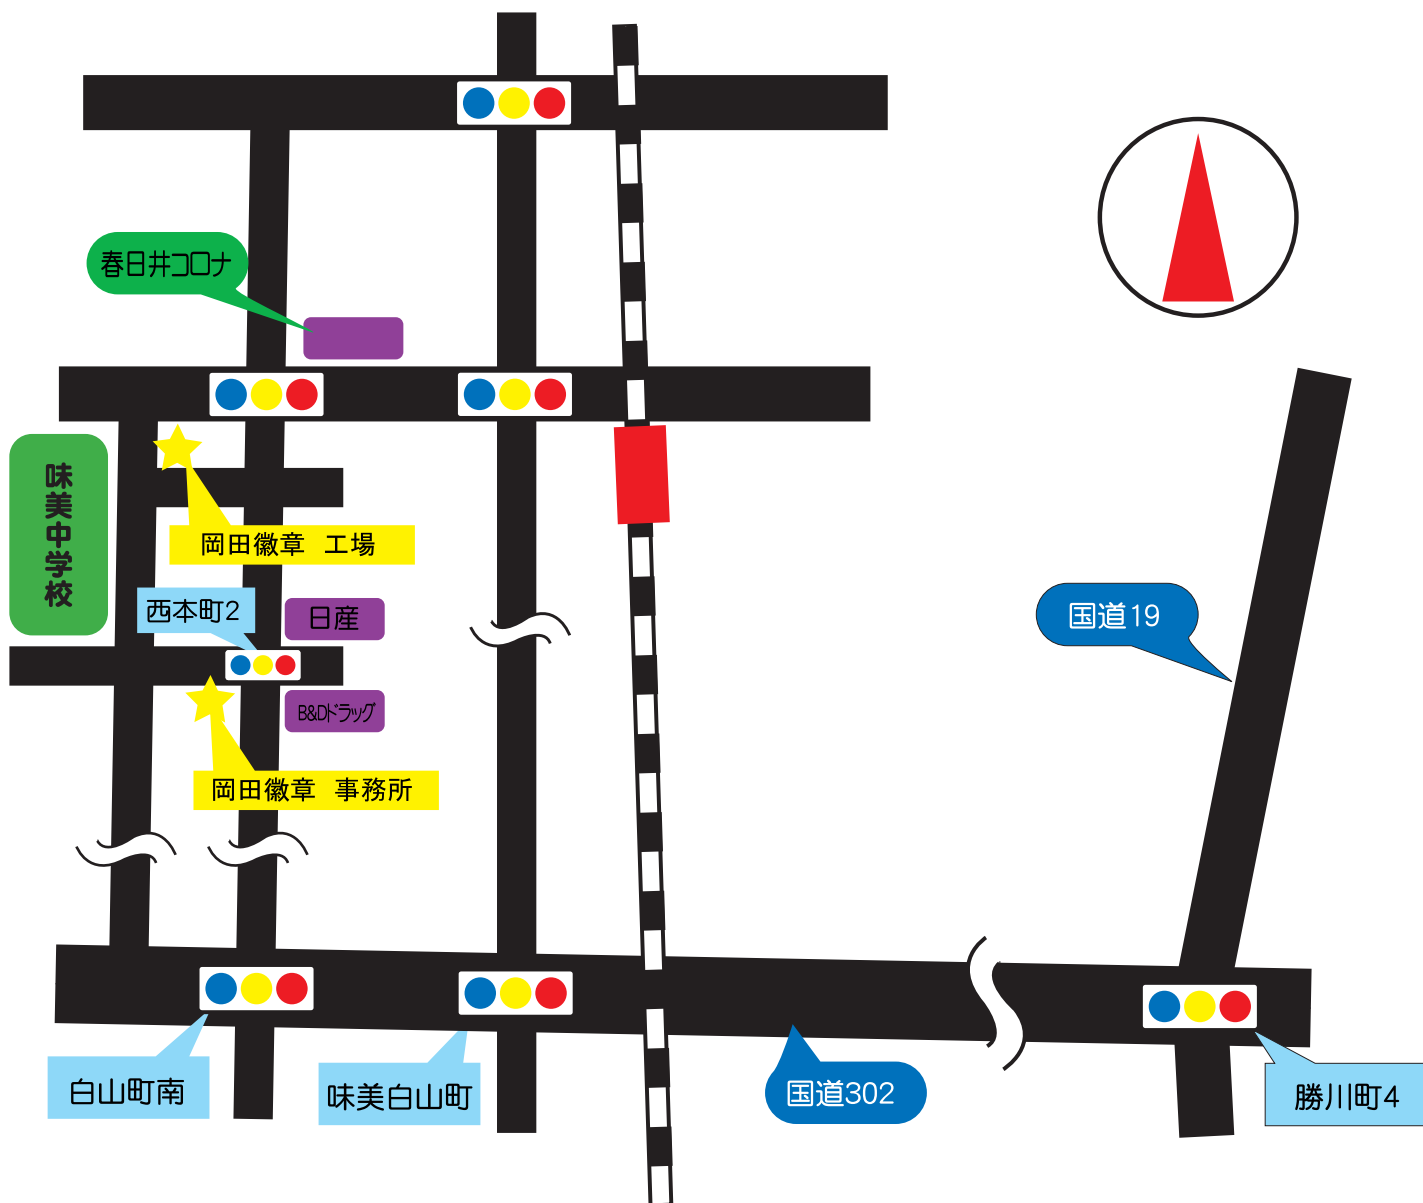 春日井コロナ
味美中学校
岡田徽章　工場
西本町2
日産
国道19
B&Dドラッグ
岡田徽章　事務所
白山町南
味美白山町
国道302
勝川町4